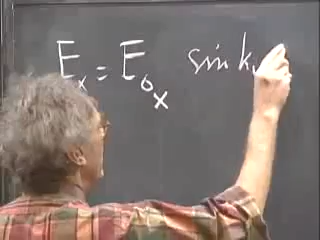 Eₓ = E₀ₓ sin k